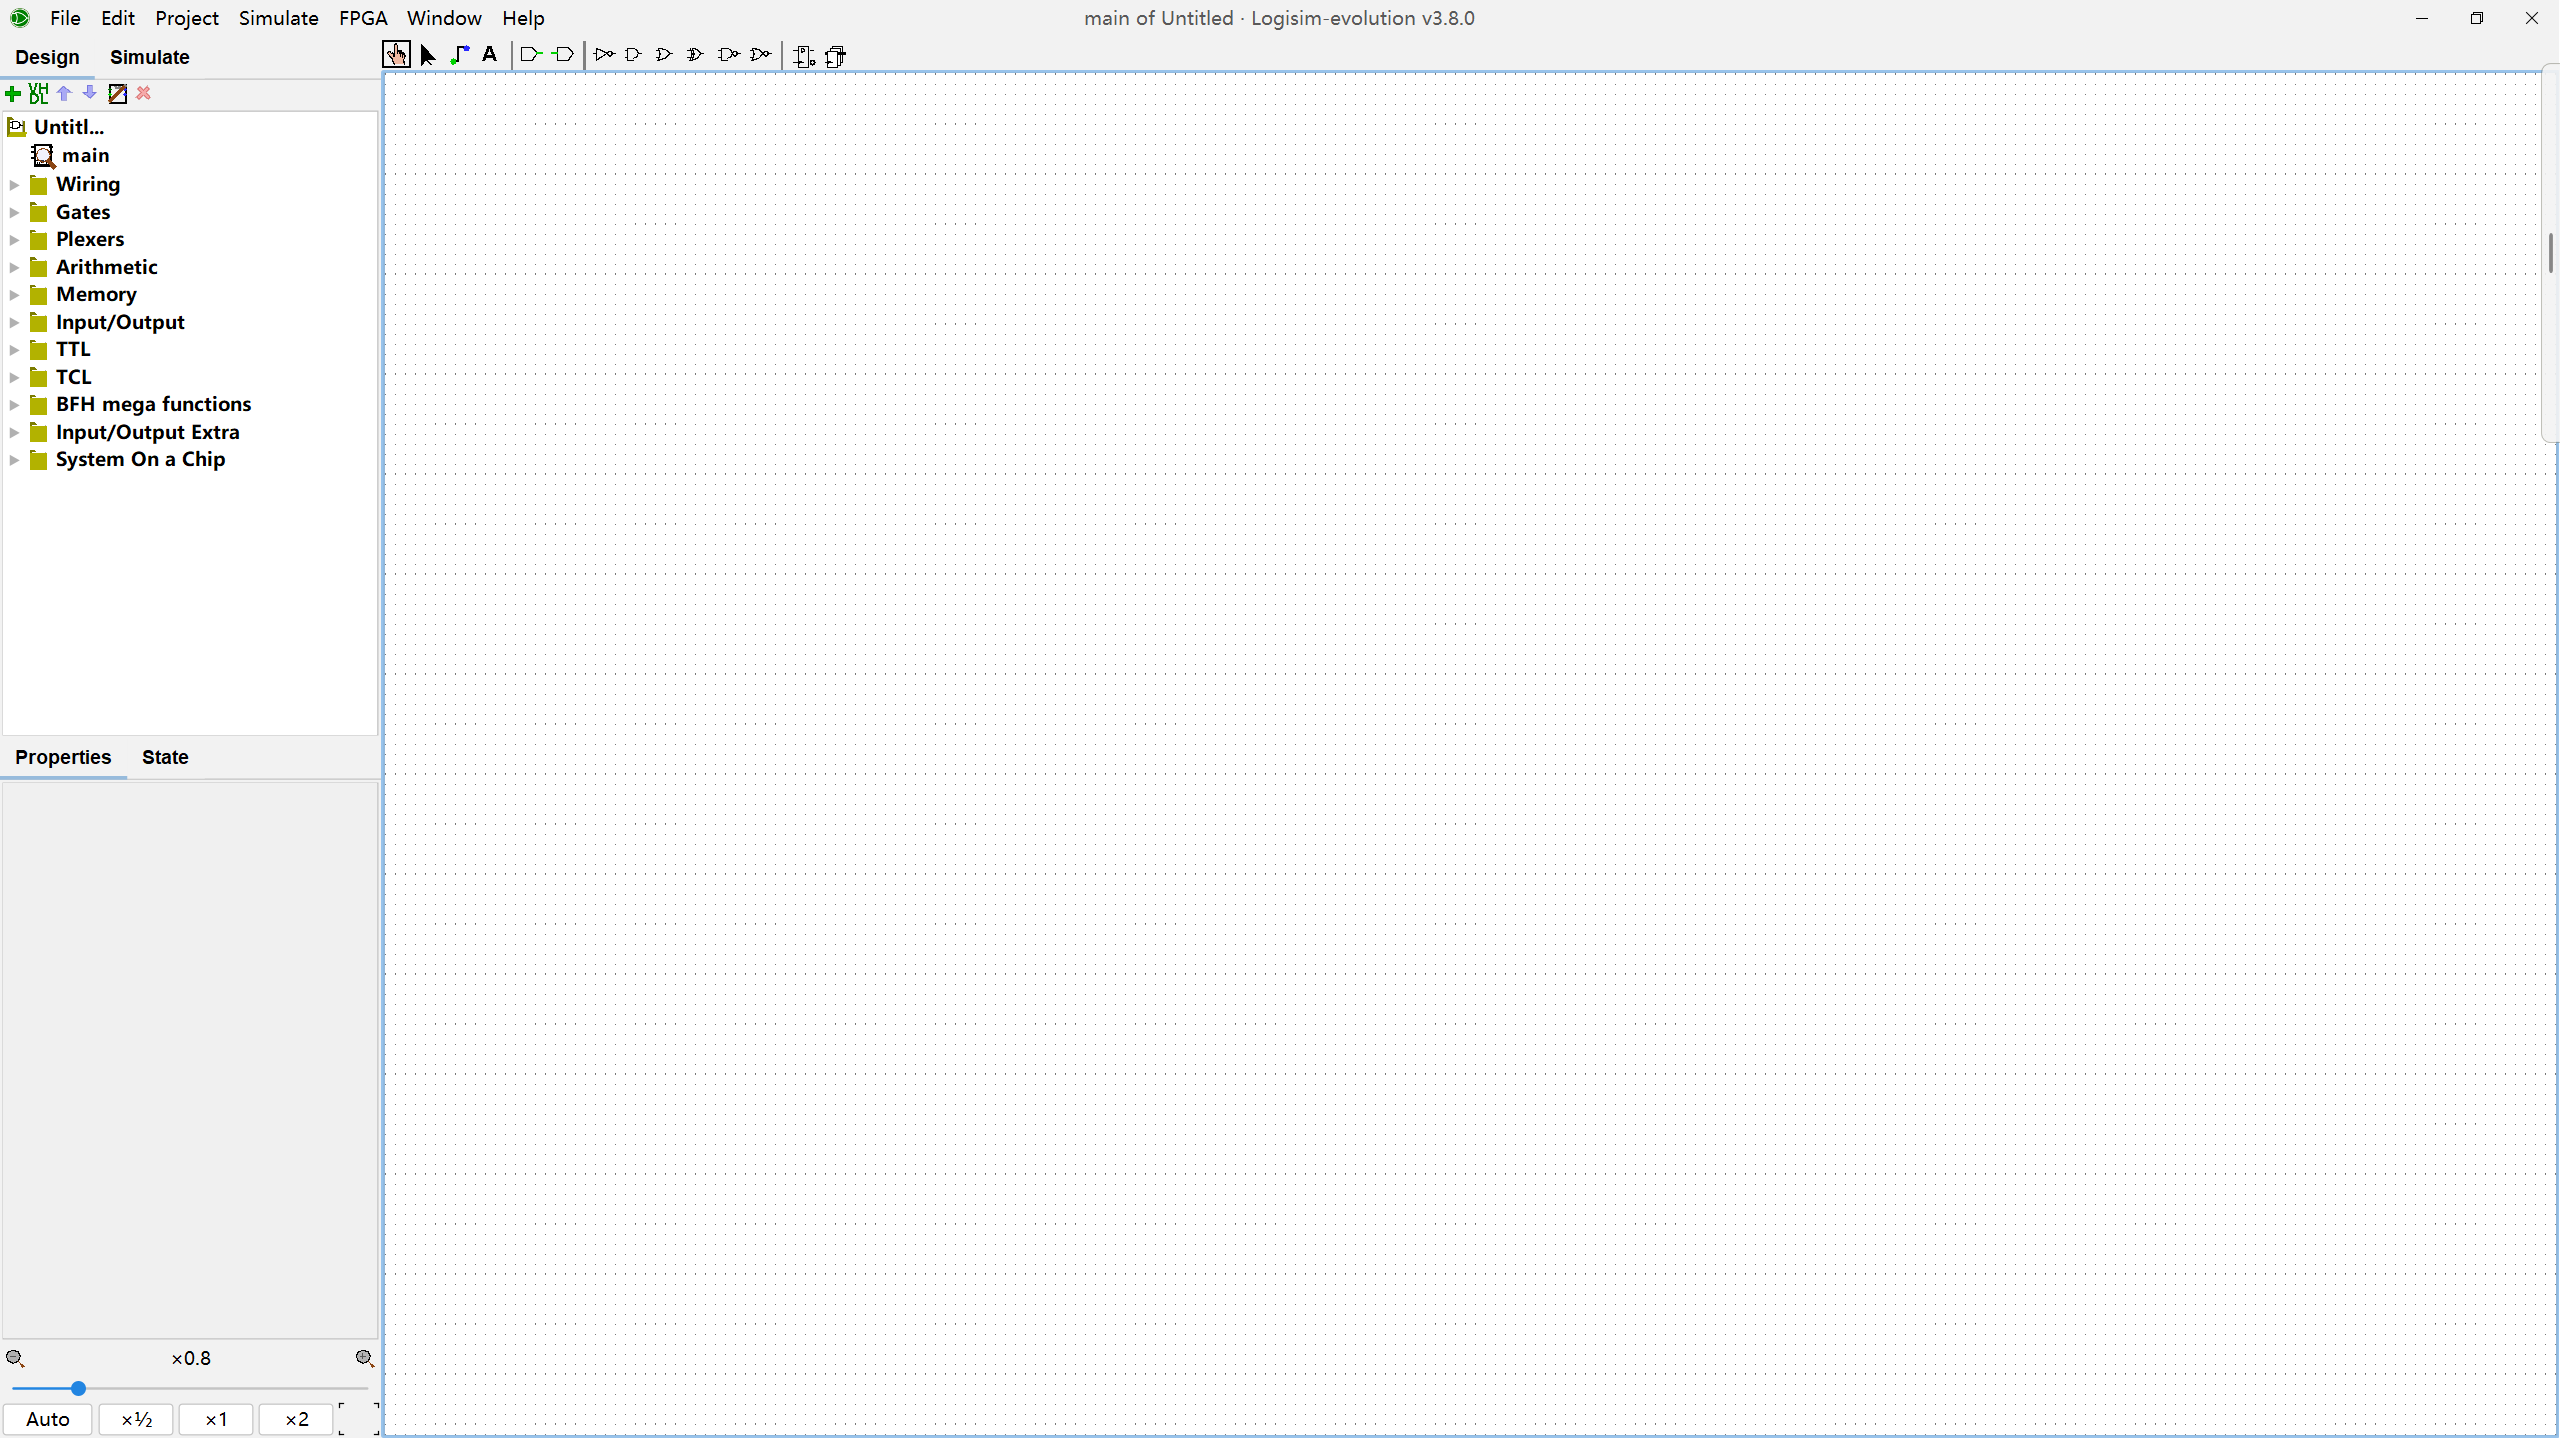 File Edit Project Simulate FPGA Window Help
main of Untitled · Logisim-evolution v3.8.0
Design Simulate
A
VHDL
Untitl...
main
Wiring
Gates
Plexers
Arithmetic
Memory
Input/Output
TTL
TCL
BFH mega functions
Input/Output Extra
System On a Chip
Properties State
×0.8
Auto ×½ ×1 ×2